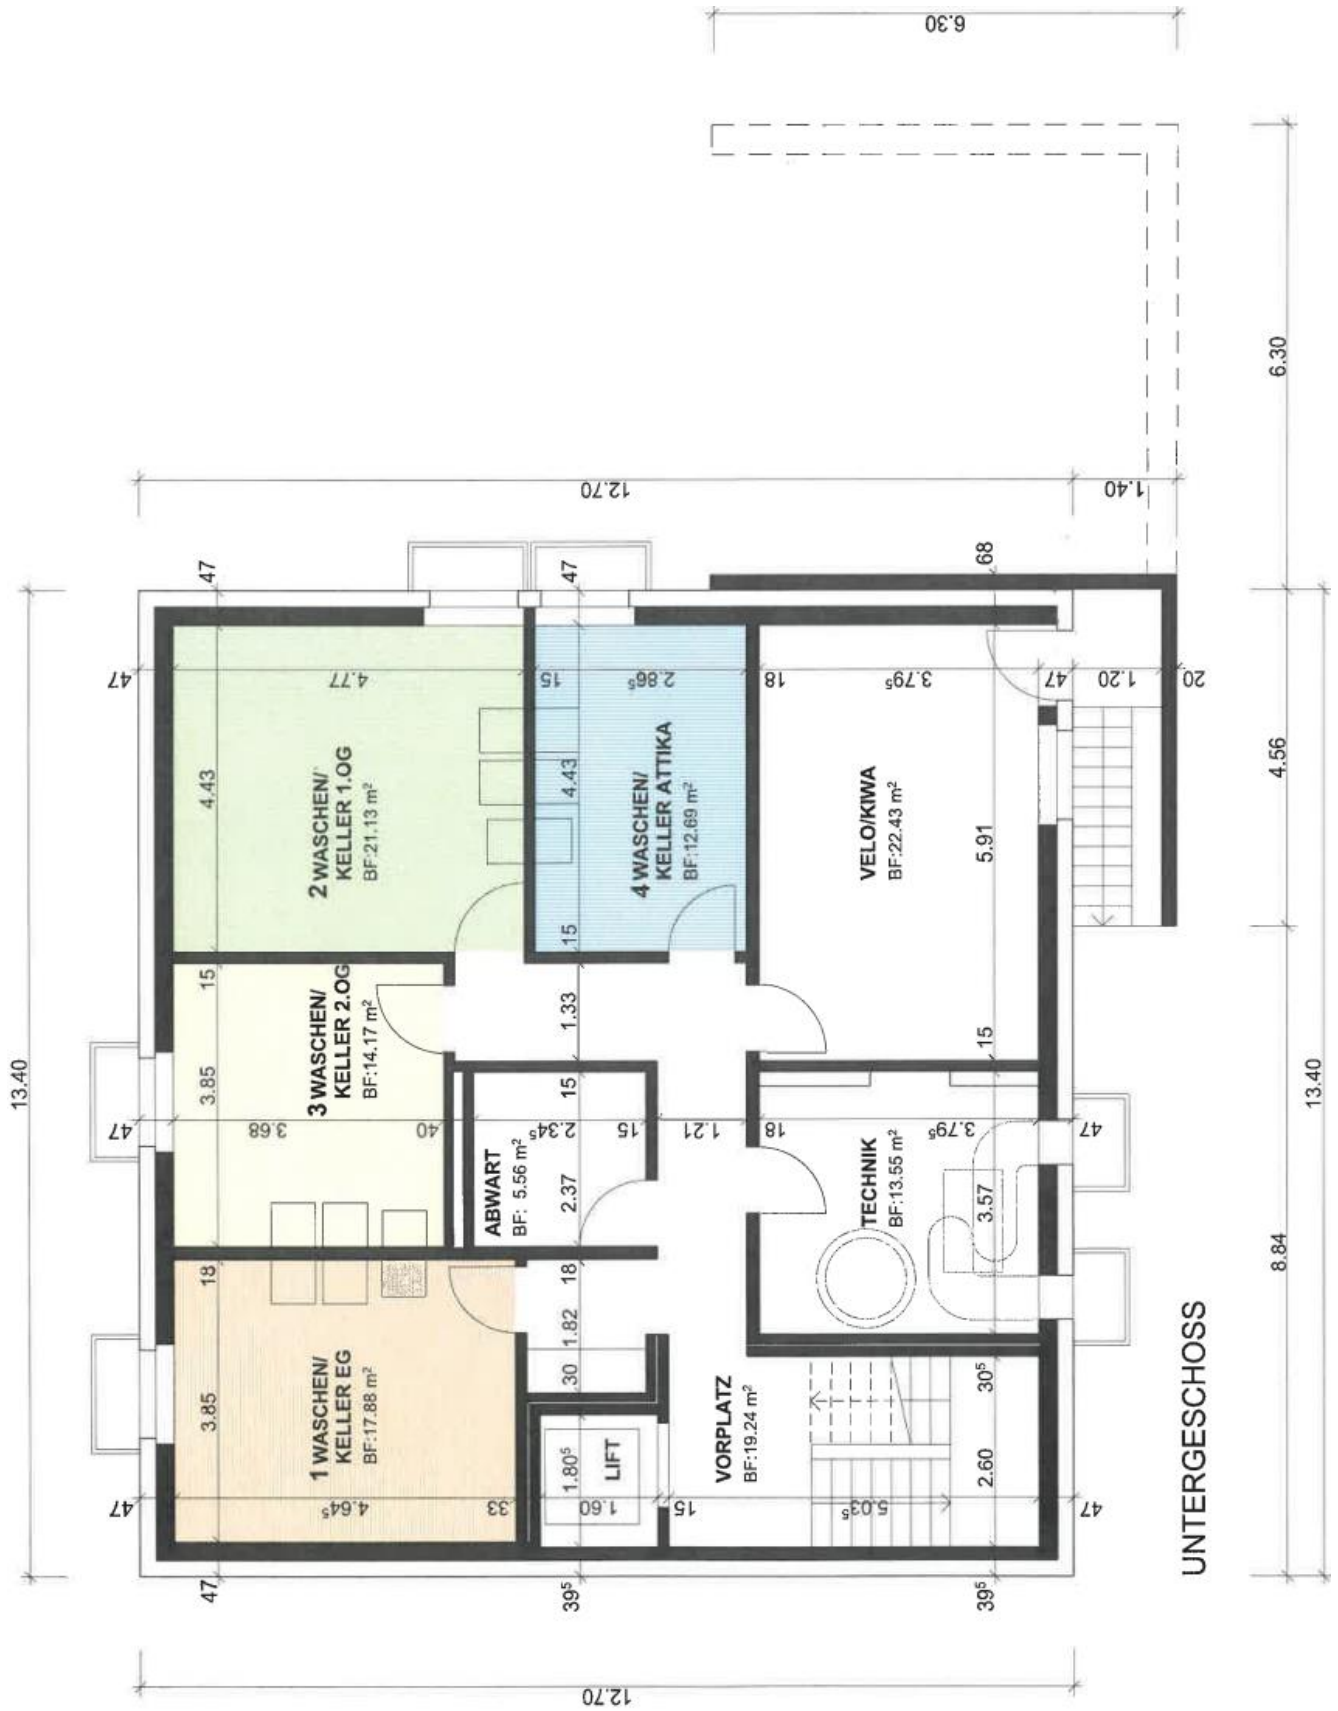 13.40
47
3.85
18
3.85
15
4.43
47
1 WASCHEN/
KELLER EG
BF:17.88 m²
4.64⁵
47
33
3 WASCHEN/
KELLER 2.OG
BF:14.17 m²
3.68
47
40
2 WASCHEN/
KELLER 1.OG
BF:21.13 m²
4.77
47
15
ABWART
BF: 5.56 m²
2.34⁵
15
39⁵
1.80⁵
30
1.82
18
2.37
15
1.33
15
4.43
47
LIFT
1.60
15
4 WASCHEN/
KELLER ATTIKA
BF:12.69 m²
2.86⁵
18
12.70
12.70
VORPLATZ
BF:19.24 m²
1.21
18
5.03⁵
47
TECHNIK
BF:13.55 m²
3.79⁵
47
VELO/KIWA
BF:22.43 m²
3.79⁵
47
6.30
39⁵
2.60
30⁵
3.57
15
5.91
68
1.20
20
1.40
UNTERGESCHOSS
8.84
4.56
6.30
13.40